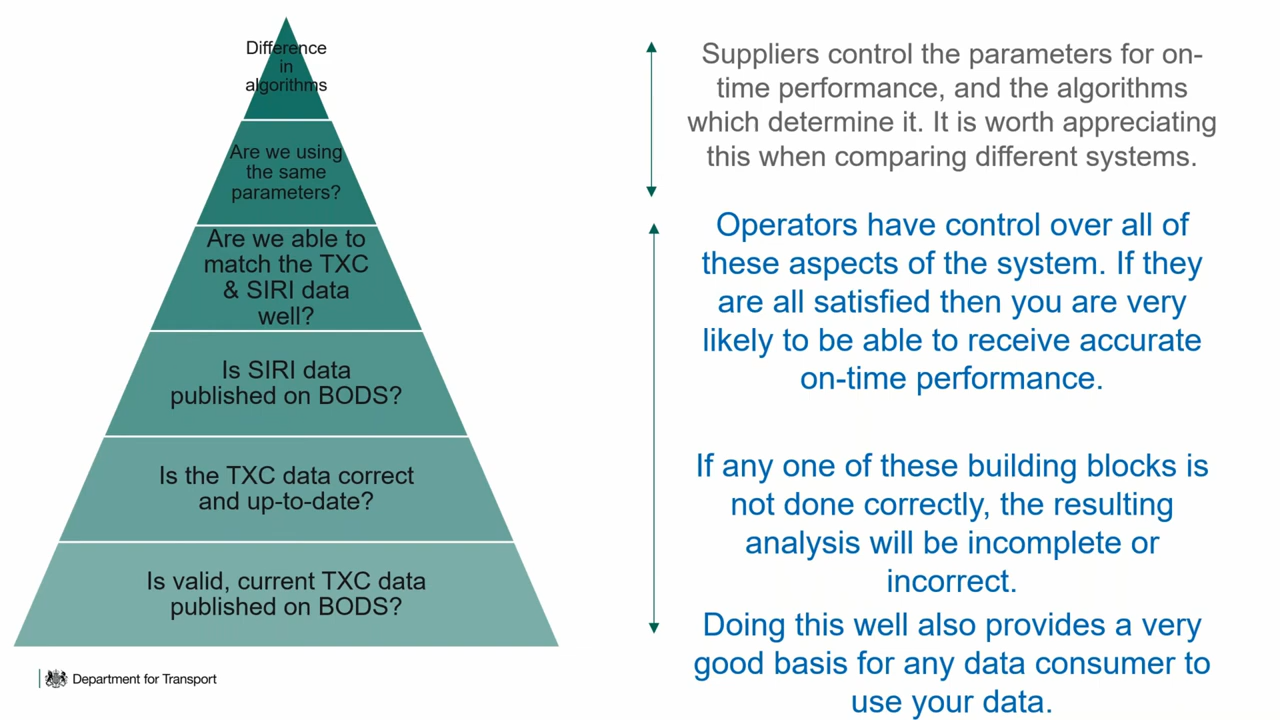 Difference
in
algorithms
Are we using
the same
parameters?
Are we able to
match the TXC
& SIRI data
well?
Is SIRI data
published on BODS?
Is the TXC data correct
and up-to-date?
Is valid, current TXC data
published on BODS?
Department for Transport
Suppliers control the parameters for on-
time performance, and the algorithms
which determine it. It is worth appreciating
this when comparing different systems.
Operators have control over all of
these aspects of the system. If they
are all satisfied then you are very
likely to be able to receive accurate
on-time performance.
If any one of these building blocks is
not done correctly, the resulting
analysis will be incomplete or
incorrect.
Doing this well also provides a very
good basis for any data consumer to
use your data.